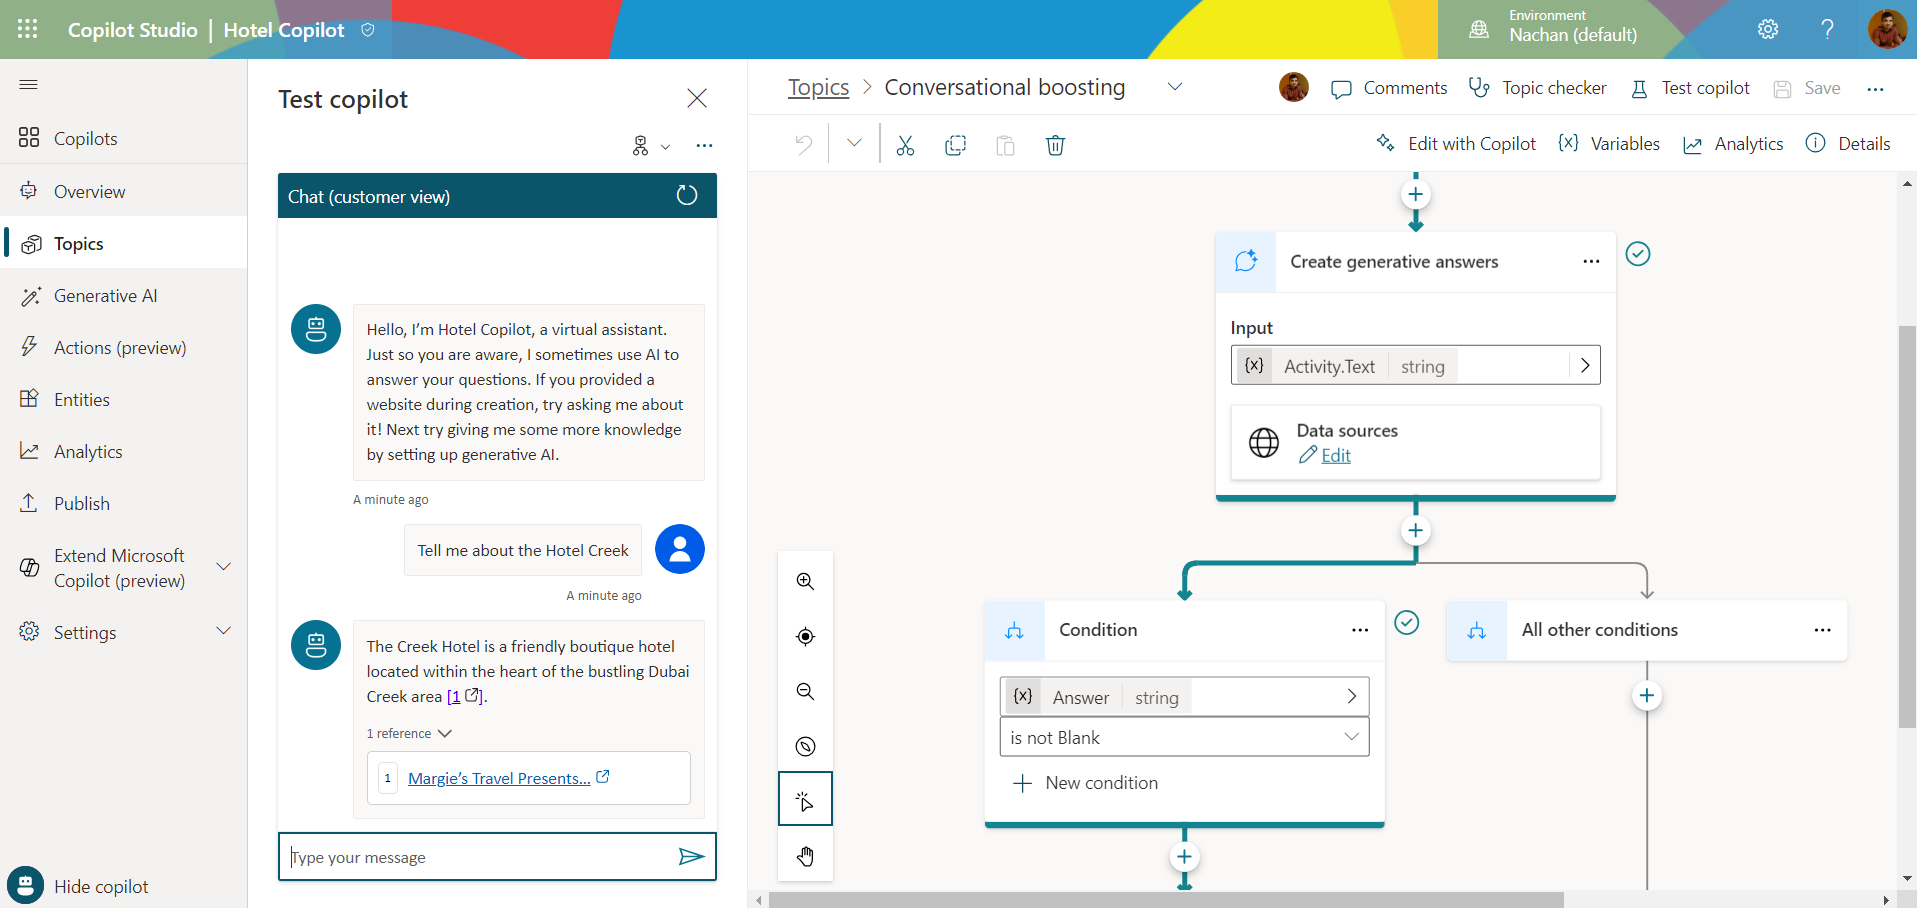 Copilot Studio | Hotel Copilot
Environment
Nachan (default)
?
Copilots
Overview
Topics
Generative AI
Actions (preview)
Entities
Analytics
Publish
Extend Microsoft
Copilot (preview)
Settings
Hide copilot
Test copilot
Chat (customer view)
Hello, I’m Hotel Copilot, a virtual assistant.
Just so you are aware, I sometimes use AI to
answer your questions. If you provided a
website during creation, try asking me about
it! Next try giving me some more knowledge
by setting up generative AI.
A minute ago
Tell me about the Hotel Creek
A minute ago
The Creek Hotel is a friendly boutique hotel
located within the heart of the bustling Dubai
Creek area [1].
1 reference
1 Margie’s Travel Presents...
Type your message
Topics > Conversational boosting
Comments
Topic checker
Test copilot
Save
Edit with Copilot
{x} Variables
Analytics
Details
Create generative answers
Input
{x} Activity.Text string
Data sources
Edit
Condition
{x} Answer string
is not Blank
New condition
All other conditions